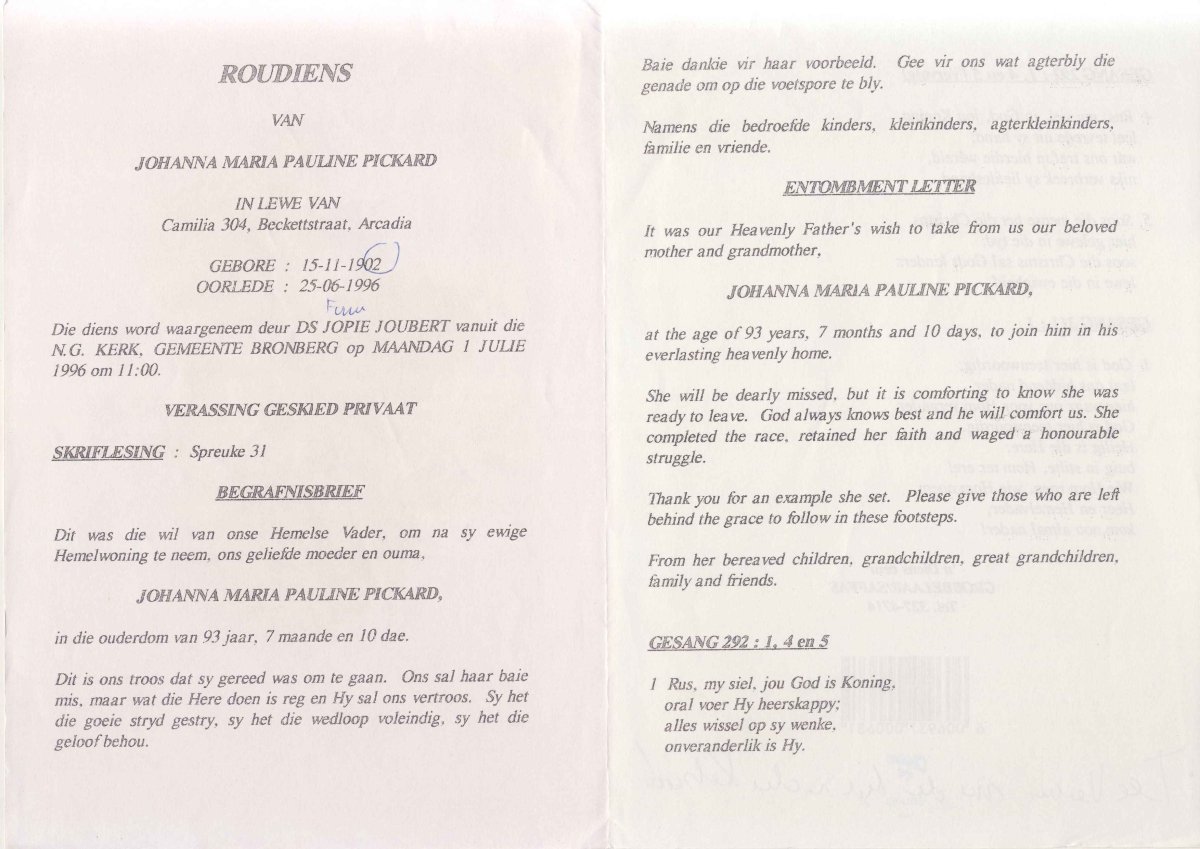 ROUDIENS
VAN
JOHANNA MARIA PAULINE PICKARD
IN LEWE VAN
Camilia 304, Beckettstraat, Arcadia
GEBORE : 15-11-1902
OORLEDE : 25-06-1996
Die diens word waargeneem deur DS JOPIE JOUBERT vanuit die
N.G. KERK, GEMEENTE BRONBERG op MAANDAG 1 JULIE
1996 om 11:00.
VERASSING GESKIED PRIVAAT
SKRIFLESING : Spreuke 31
BEGRAFNISBRIEF
Dit was die wil van onse Hemelse Vader, om na sy ewige
Hemelwoning te neem, ons geliefde moeder en ouma,
JOHANNA MARIA PAULINE PICKARD,
in die ouderdom van 93 jaar, 7 maande en 10 dae.
Dit is ons troos dat sy gereed was om te gaan. Ons sal haar baie
mis, maar wat die Here doen is reg en Hy sal ons vertroos. Sy het
die goeie stryd gestry, sy het die wedloop voleindig, sy het die
geloof behou.
Baie dankie vir haar voorbeeld. Gee vir ons wat agterbly die
genade om op die voetspore te bly.
Namens die bedroefde kinders, kleinkinders, agterkleinkinders,
familie en vriende.
ENTOMBMENT LETTER
It was our Heavenly Father's wish to take from us our beloved
mother and grandmother,
JOHANNA MARIA PAULINE PICKARD,
at the age of 93 years, 7 months and 10 days, to join him in his
everlasting heavenly home.
She will be dearly missed, but it is comforting to know she was
ready to leave. God always knows best and he will comfort us. She
completed the race, retained her faith and waged a honourable
struggle.
Thank you for an example she set. Please give those who are left
behind the grace to follow in these footsteps.
From her bereaved children, grandchildren, great grandchildren,
family and friends.
GESANG 292 : 1, 4 en 5
1 Rus, my siel, jou God is Koning,
oral voer Hy heerskappy;
alles wissel op sy wenke,
onveranderlik is Hy.